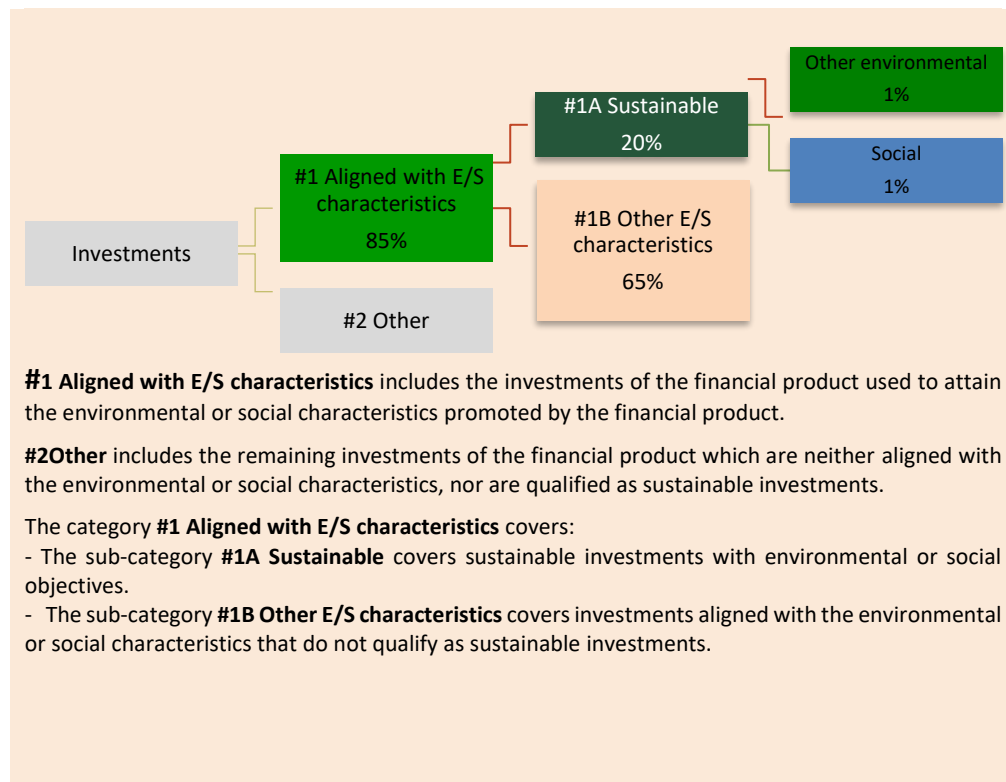 Other environmental
1%
#1A Sustainable
20%
Social
1%
#1 Aligned with E/S
characteristics
85%
#1B Other E/S
characteristics
65%
Investments
#2 Other
#1 Aligned with E/S characteristics includes the investments of the financial product used to attain
the environmental or social characteristics promoted by the financial product.
#2Other includes the remaining investments of the financial product which are neither aligned with
the environmental or social characteristics, nor are qualified as sustainable investments.
The category #1 Aligned with E/S characteristics covers:
- The sub-category #1A Sustainable covers sustainable investments with environmental or social
objectives.
- The sub-category #1B Other E/S characteristics covers investments aligned with the environmental
or social characteristics that do not qualify as sustainable investments.